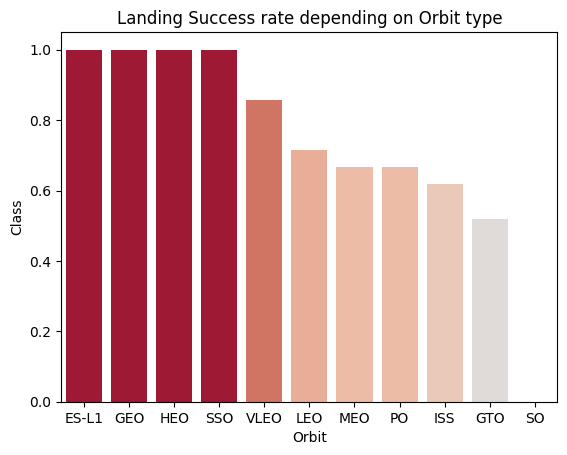 Landing Success rate depending on Orbit type
1.0
0.8
0.6
0.4
0.2
0.0
Class
ES-L1 GEO HEO SSO VLEO LEO MEO PO ISS GTO SO
Orbit